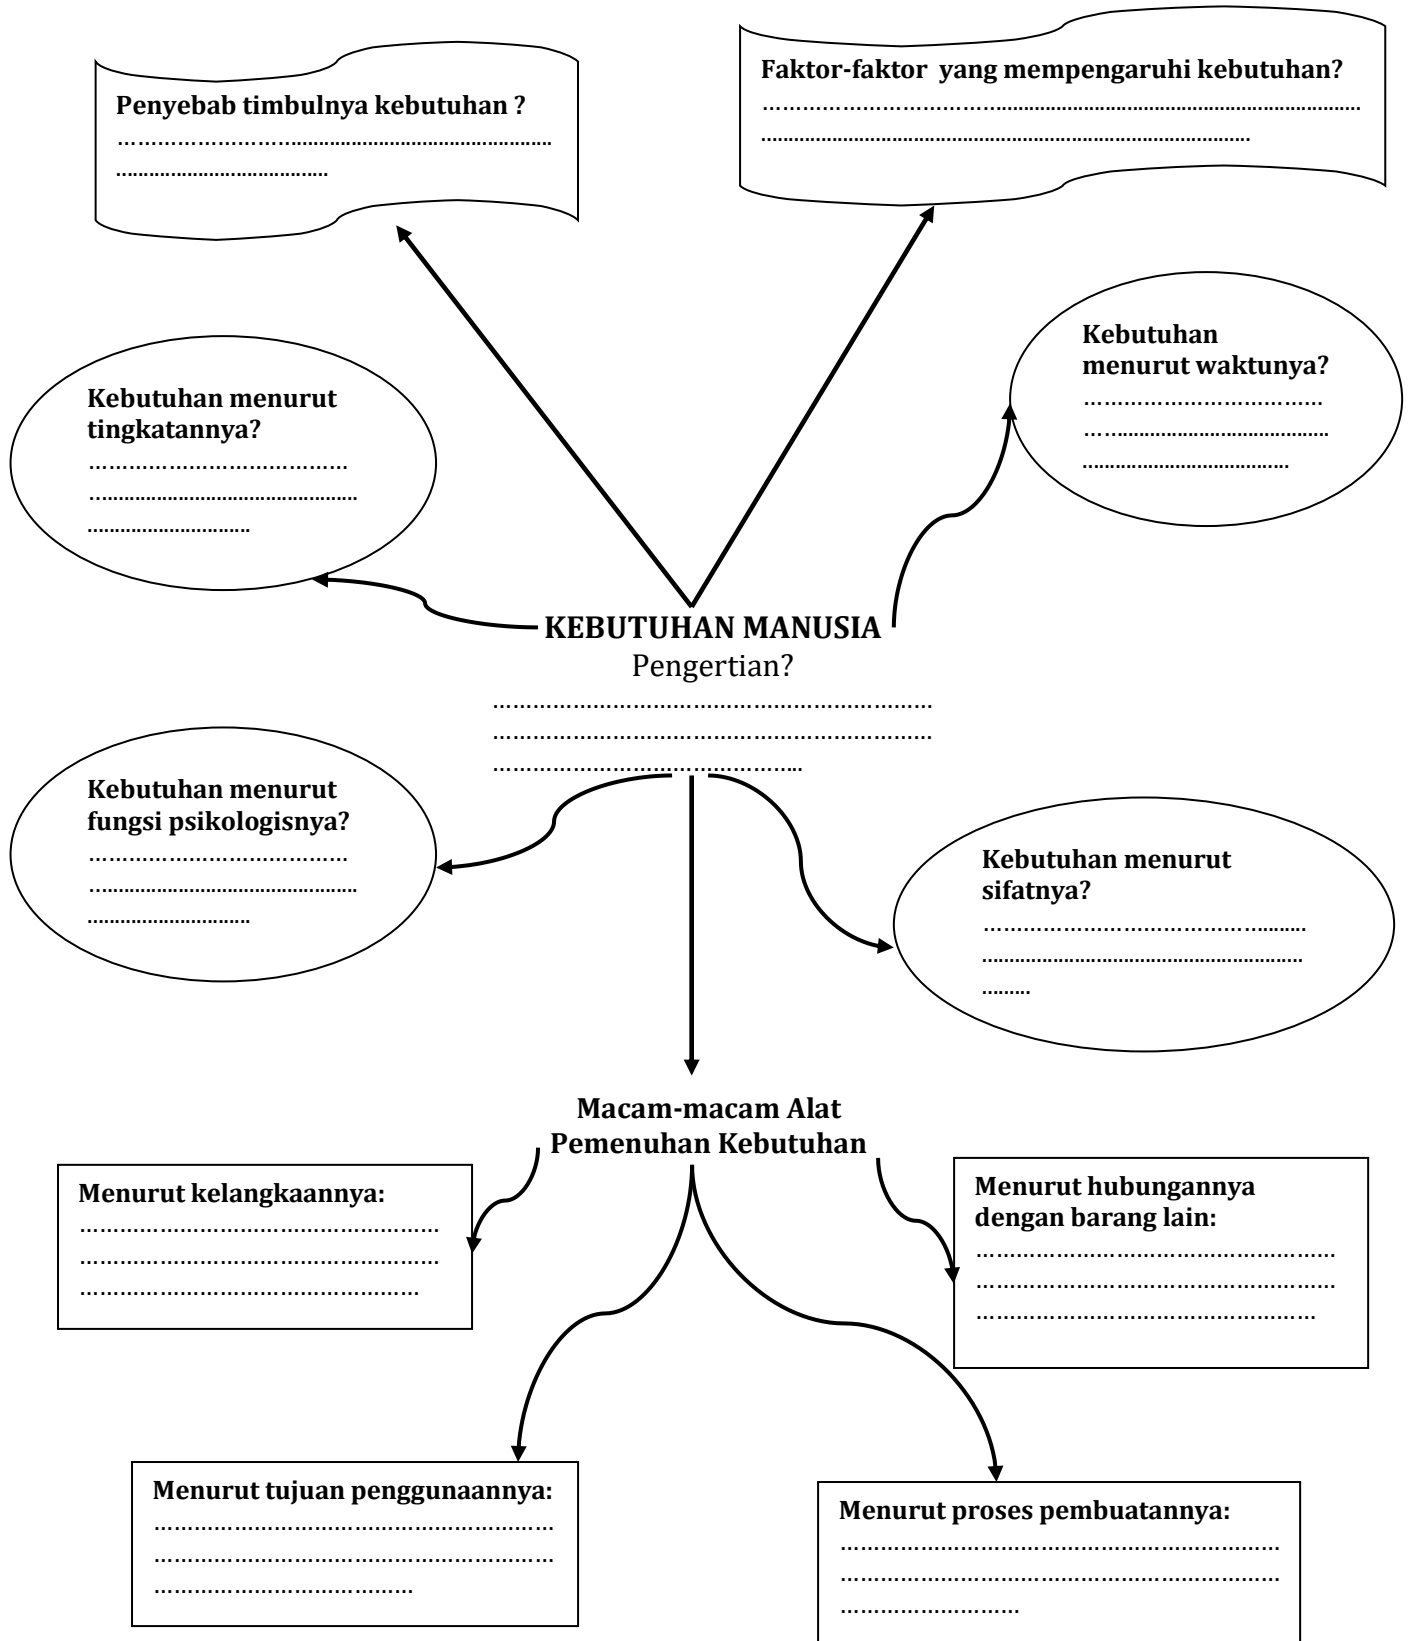 Penyebab timbulnya kebutuhan ?
……………………...................................................
.......................................
Faktor-faktor  yang mempengaruhi kebutuhan?
……………………………...................................................................
..........................................................................................
Kebutuhan
menurut waktunya?
………………………………
……......................................
......................................
Kebutuhan menurut
tingkatannya?
…………………………………
…...............................................
..............................
KEBUTUHAN MANUSIA
Pengertian?
…………………………………………………………
…………………………………………………………
………………………………………...
Kebutuhan menurut
fungsi psikologisnya?
…………………………………
…...............................................
..............................
Kebutuhan menurut
sifatnya?
……………………………………........
...........................................................
.........
Macam-macam Alat
Pemenuhan Kebutuhan
Menurut kelangkaannya:
………………………………………………
………………………………………………
……………………………………………
Menurut hubungannya
dengan barang lain:
………………………………………………
………………………………………………
……………………………………………
Menurut tujuan penggunaannya:
……………………………………………………
……………………………………………………
…………………………………
Menurut proses pembuatannya:
…………………………………………………………
…………………………………………………………
………………………